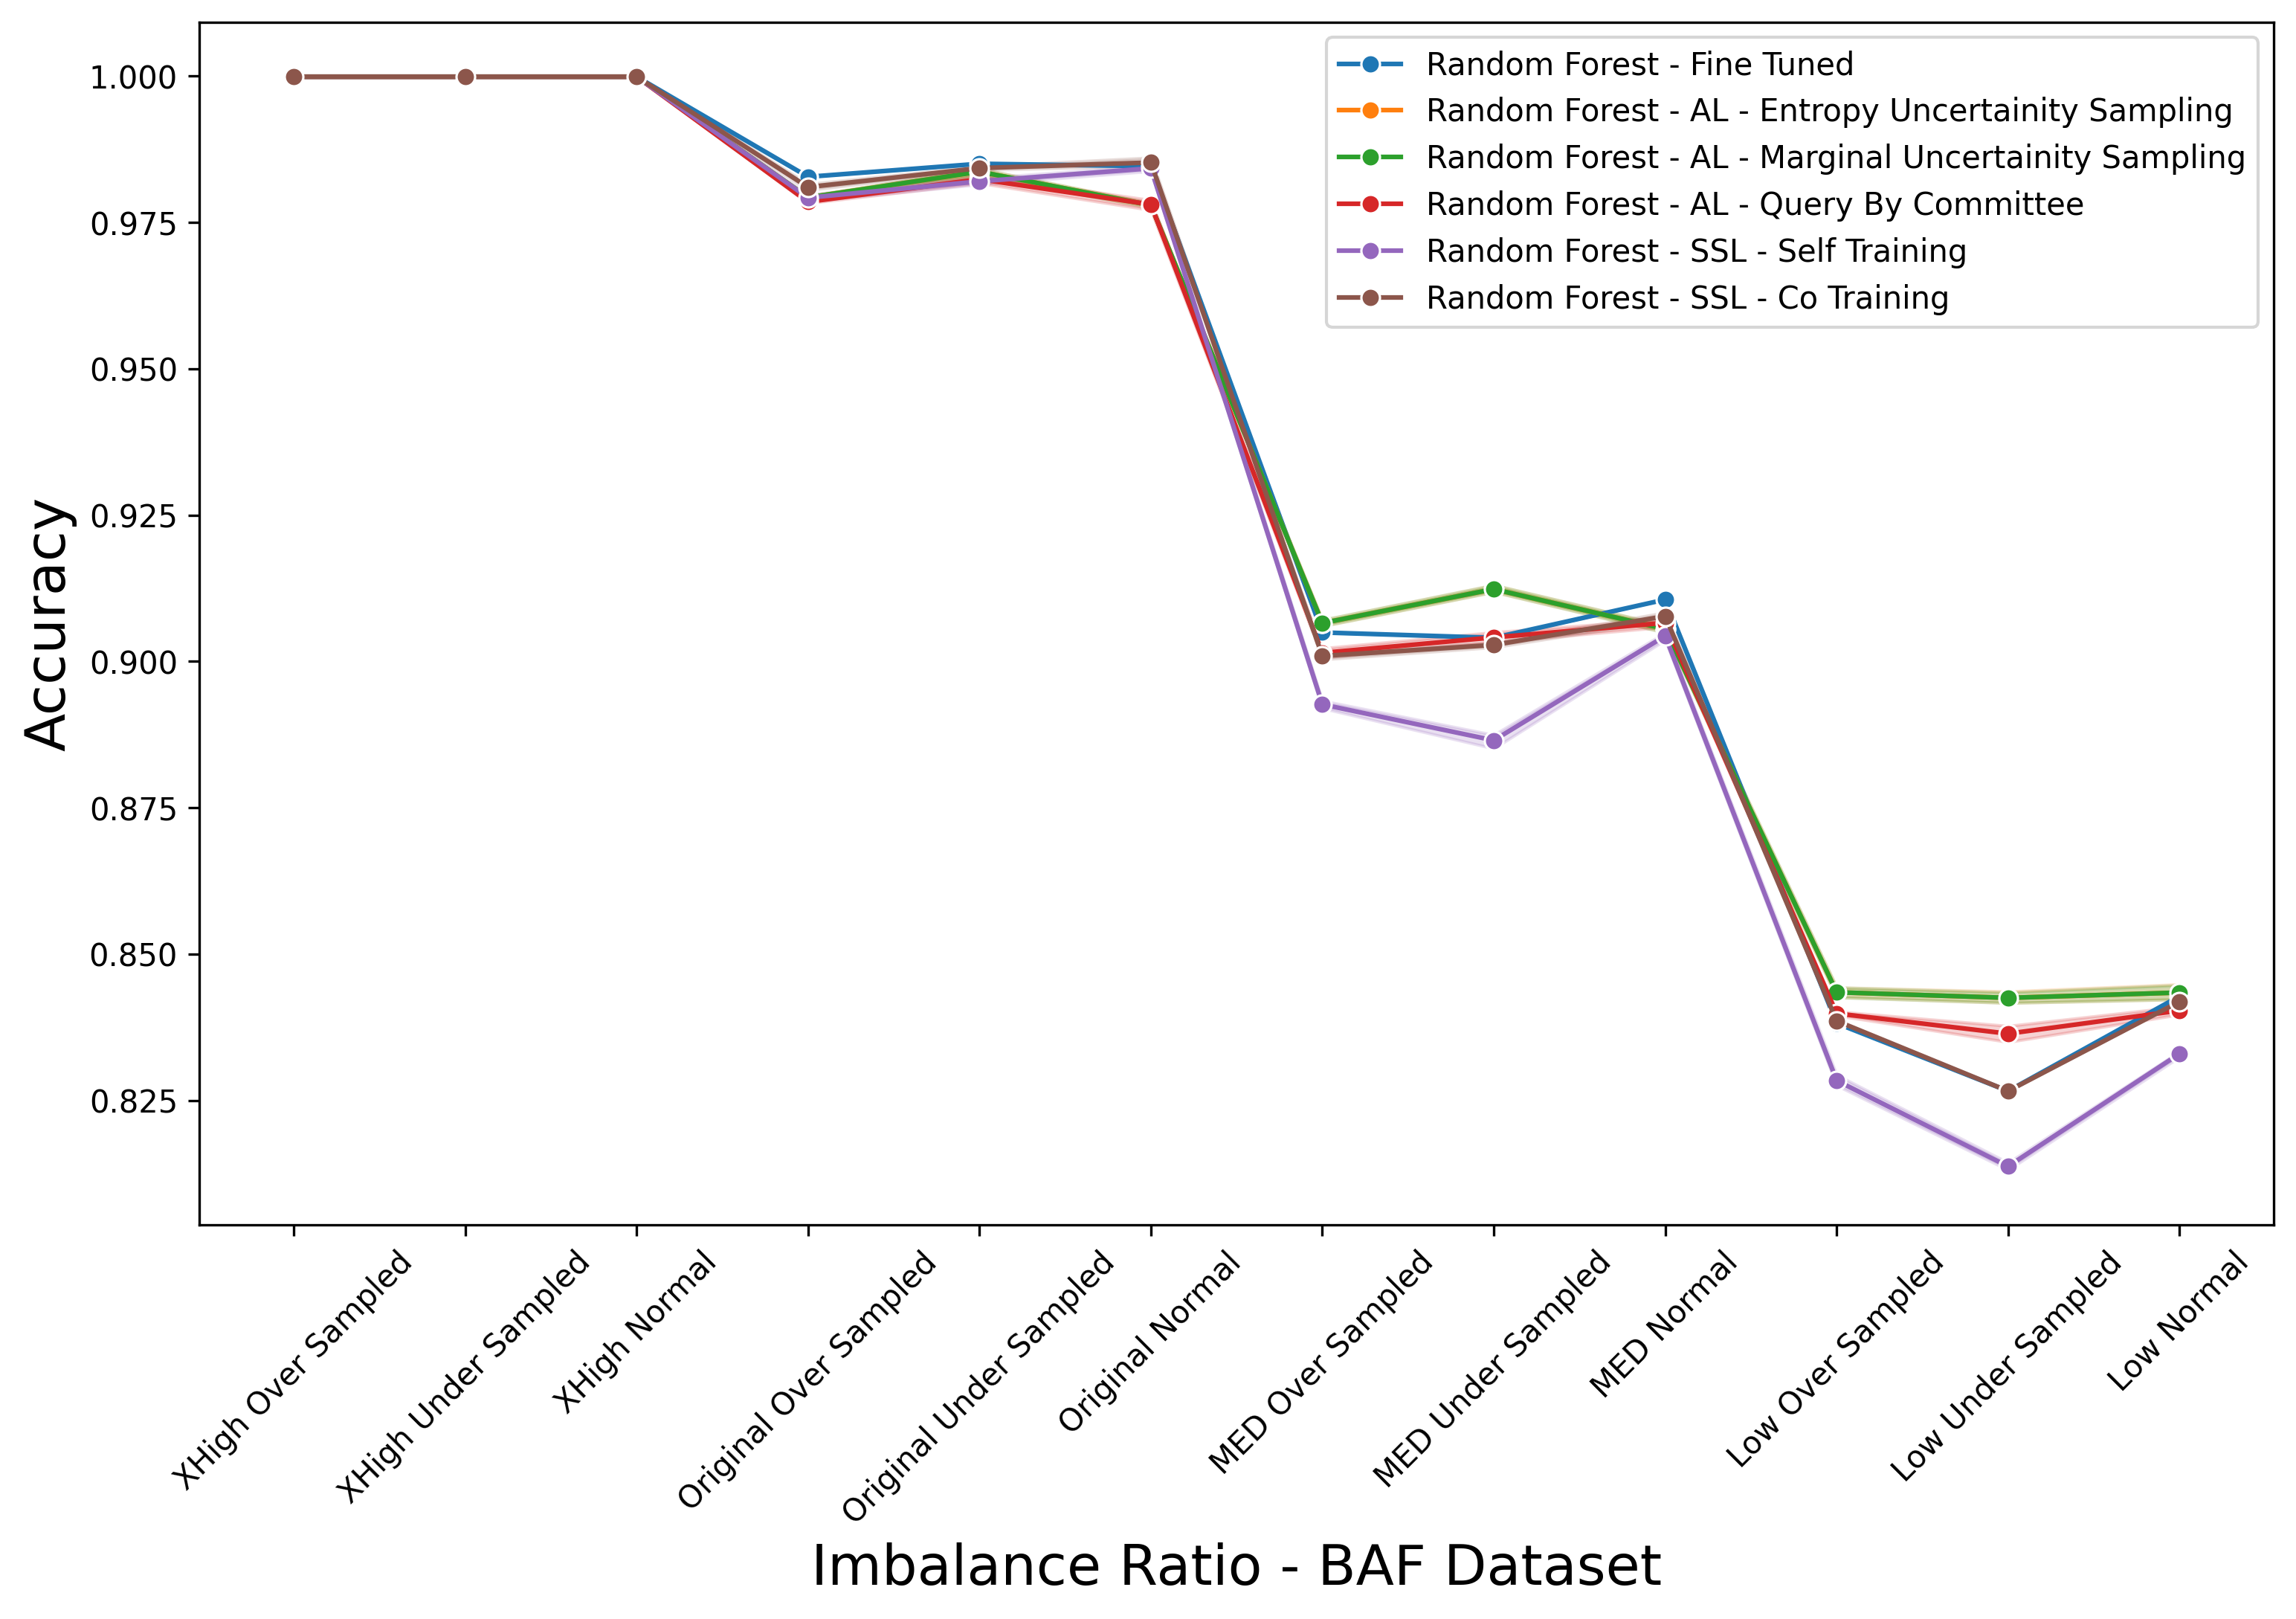 Random Forest - Fine Tuned
Random Forest - AL - Entropy Uncertainity Sampling
Random Forest - AL - Marginal Uncertainity Sampling
Random Forest - AL - Query By Committee
Random Forest - SSL - Self Training
Random Forest - SSL - Co Training
Accuracy
1.000
0.975
0.950
0.925
0.900
0.875
0.850
0.825
XHigh Over Sampled
XHigh Under Sampled
XHigh Normal
Original Over Sampled
Original Under Sampled
Original Normal
MED Over Sampled
MED Under Sampled
MED Normal
Low Over Sampled
Low Under Sampled
Low Normal
Imbalance Ratio - BAF Dataset